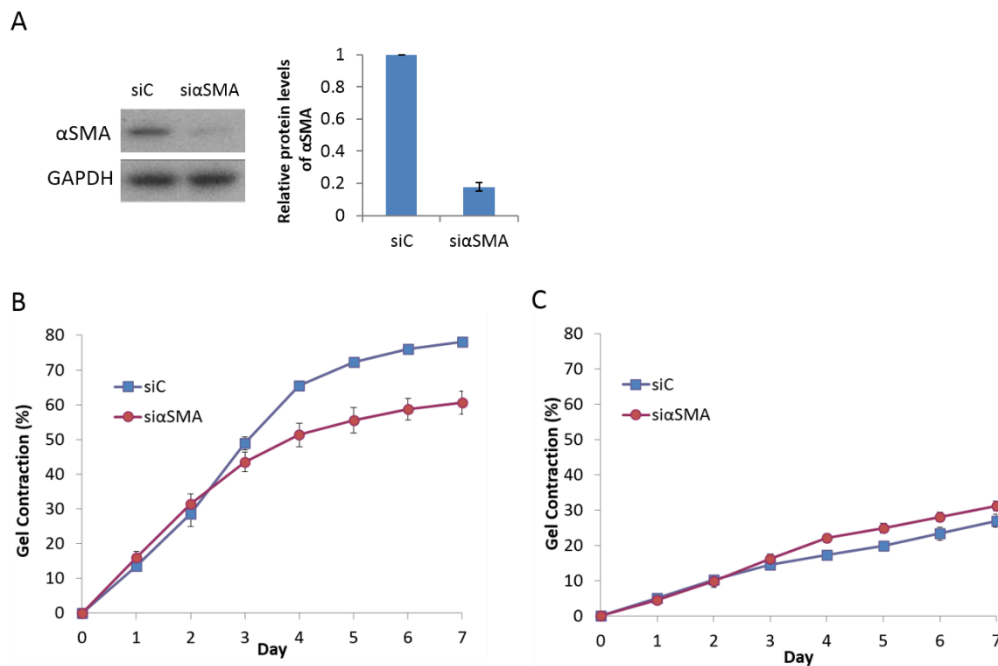 A
siC siαSMA
αSMA
GAPDH
Relative protein levels
of αSMA
1
0.8
0.6
0.4
0.2
0
siC siαSMA
B
Gel Contraction (%)
80
70
60
50
40
30
20
10
0
siC
siαSMA
0 1 2 3 4 5 6 7
Day
C
Gel Contraction (%)
80
70
60
50
40
30
20
10
0
siC
siαSMA
0 1 2 3 4 5 6 7
Day